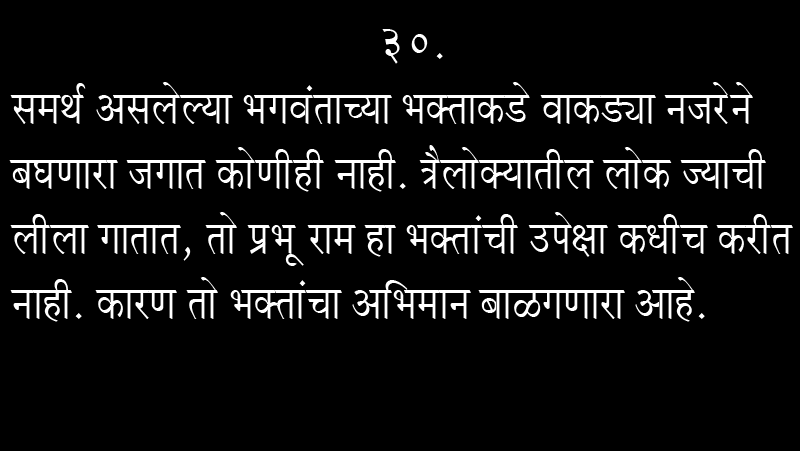 ३०.
समर्थ असलेल्या भगवंताच्या भक्ताकडे वाकड्या नजरेने
बघणारा जगात कोणीही नाही. त्रैलोक्यातील लोक ज्याची
लीला गातात, तो प्रभू राम हा भक्तांची उपेक्षा कधीच करीत
नाही. कारण तो भक्तांचा अभिमान बाळगणारा आहे.